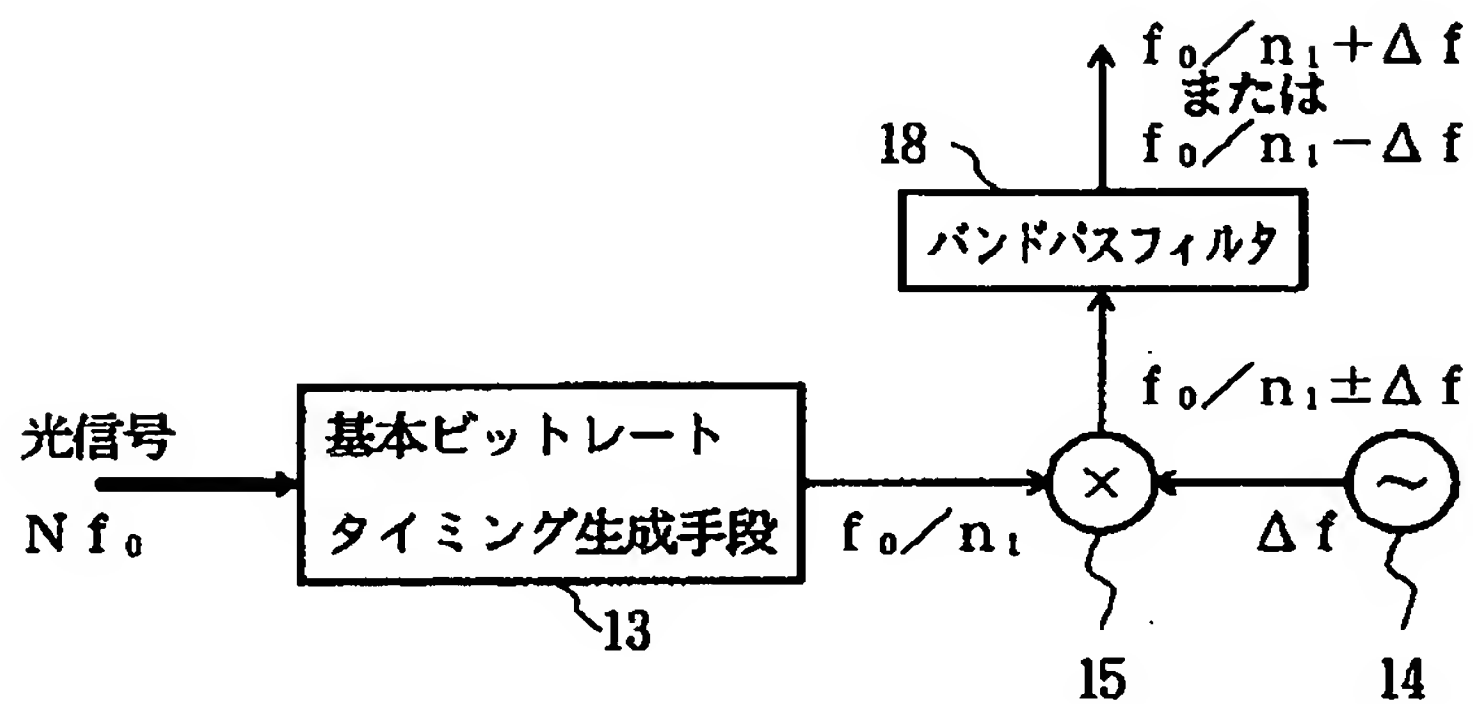 f₀／n₁＋Δf
または
f₀／n₁－Δf
18
バンドパスフィルタ
f₀／n₁±Δf
光信号
Nf₀
基本ビットレート
タイミング生成手段
f₀／n₁
×
Δf
～
13
15
14